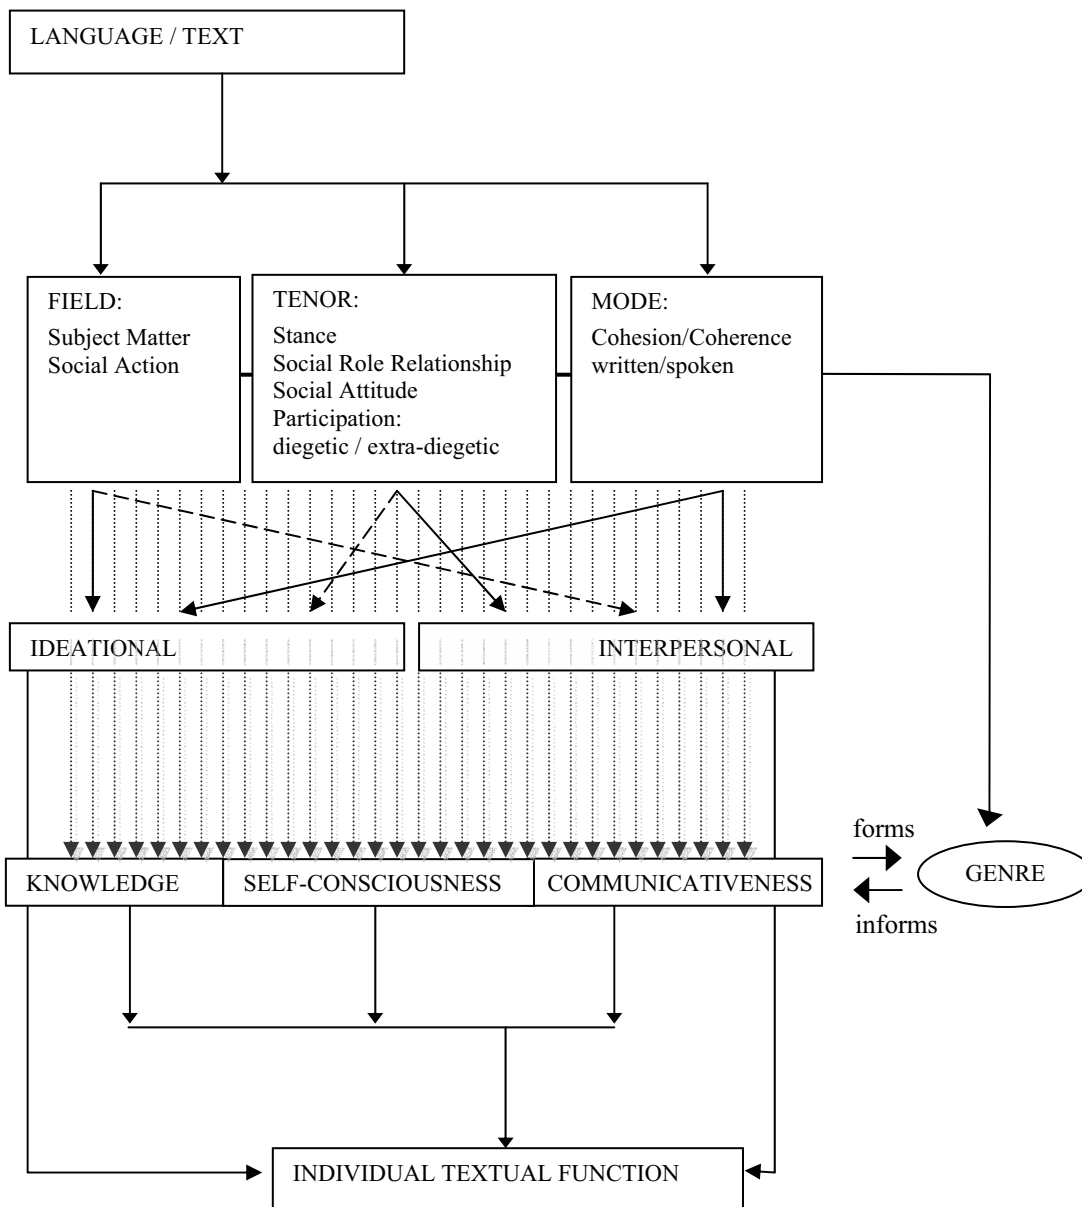 LANGUAGE / TEXT
FIELD:
Subject Matter
Social Action
TENOR:
Stance
Social Role Relationship
Social Attitude
Participation:
diegetic / extra-diegetic
MODE:
Cohesion/Coherence
written/spoken
IDEATIONAL
INTERPERSONAL
KNOWLEDGE
SELF-CONSCIOUSNESS
COMMUNICATIVENESS
forms
informs
GENRE
INDIVIDUAL TEXTUAL FUNCTION